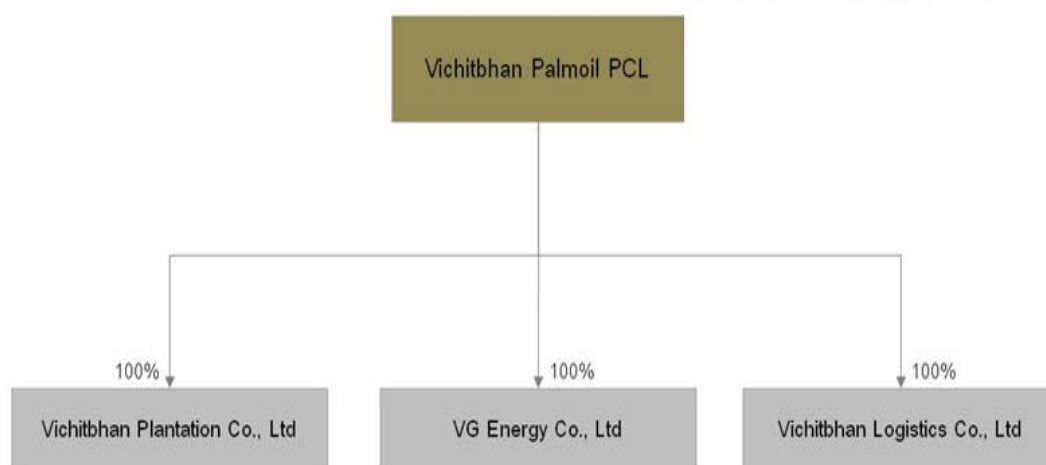 Vichitbhan Palmoil PCL
100%
100%
100%
Vichitbhan Plantation Co., Ltd
VG Energy Co., Ltd
Vichitbhan Logistics Co., Ltd